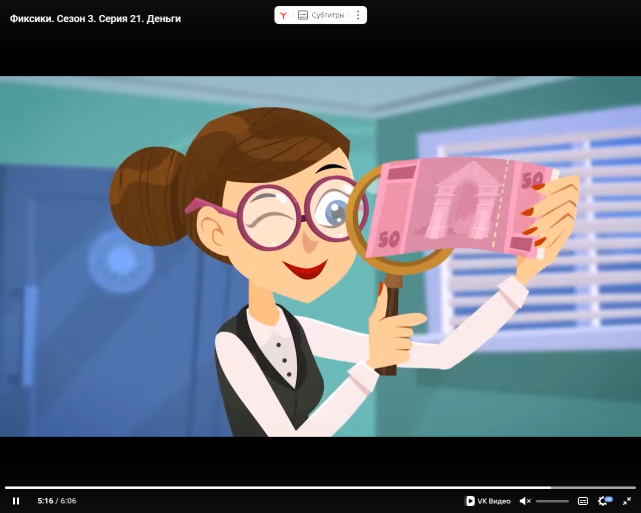 Фиксики. Сезон 3. Серия 21. Деньги
Субтитры
50
50
5:16 / 6:06
VK Видео